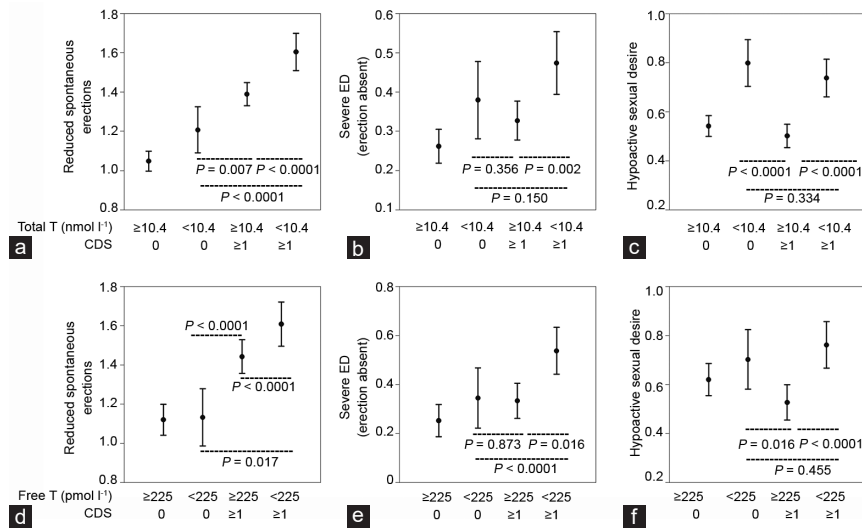 1.8
1.6
1.4
1.2
1.0
0.8
Reduced spontaneous
erections
P = 0.007 P < 0.0001
P < 0.0001
Total T (nmol l⁻¹) ≥10.4 <10.4 ≥10.4 <10.4
CDS 0 0 ≥1 ≥1
a
0.6
0.5
0.4
0.3
0.2
0.1
Severe ED
(erection absent)
P = 0.356 P = 0.002
P = 0.150
≥10.4 <10.4 ≥10.4 <10.4
0 0 ≥ 1 ≥1
b
1.0
0.8
0.6
0.4
0.2
Hypoactive sexual desire
P < 0.0001 P < 0.0001
P = 0.334
≥10.4 <10.4 ≥10.4 <10.4
0 0 ≥1 ≥1
c
1.8
1.6
1.4
1.2
1.0
0.8
Reduced spontaneous
erections
P < 0.0001
P < 0.0001
P = 0.017
Free T (pmol l⁻¹) ≥225 <225 ≥225 <225
CDS 0 0 ≥1 ≥1
d
0.8
0.6
0.4
0.2
0
Severe ED
(erection absent)
P = 0.873 P = 0.016
P < 0.0001
≥225 <225 ≥225 <225
0 0 ≥1 ≥1
e
1.0
0.8
0.6
0.4
0.2
Hypoactive sexual desire
P = 0.016 P < 0.0001
P = 0.455
≥225 <225 ≥225 <225
0 0 ≥1 ≥1
f